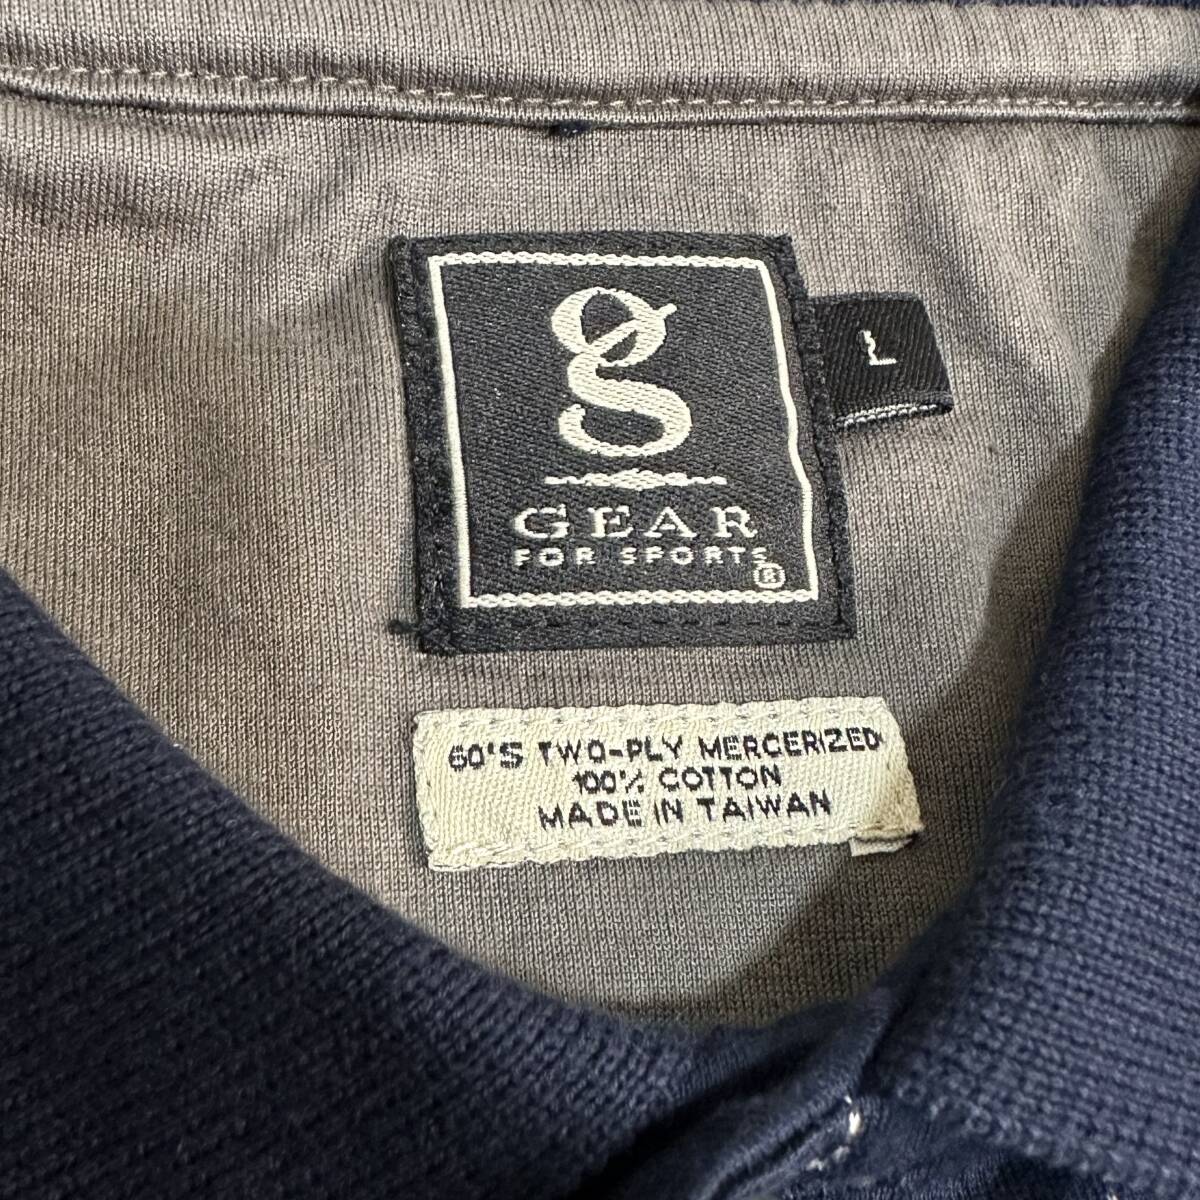 g
GEAR
FOR SPORTS®
L
60'S TWO-PLY MERCERIZED
100% COTTON
MADE IN TAIWAN